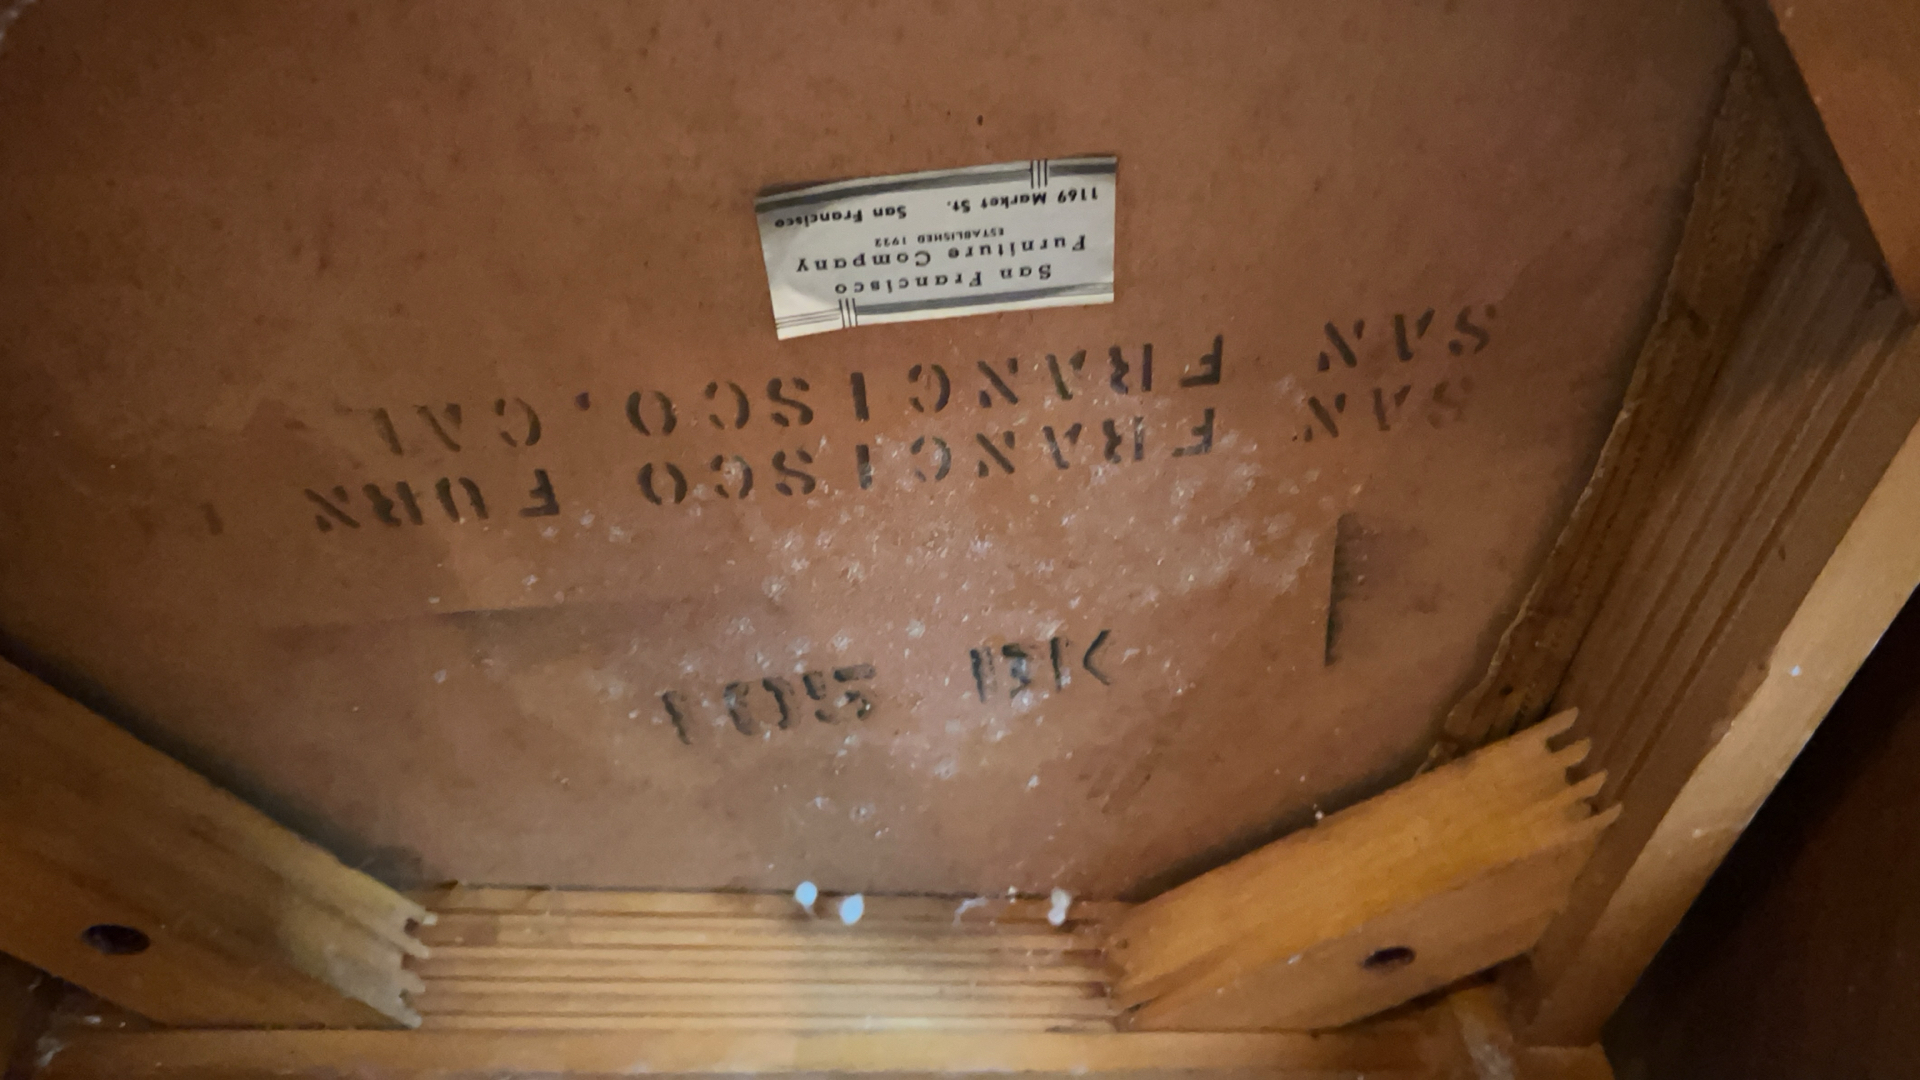 SAN FRANCISCO FURN
SAN FRANCISCO.CAL
San Francisco
Furniture Company
ESTABLISHED 1922
1169 Market St. San Francisco